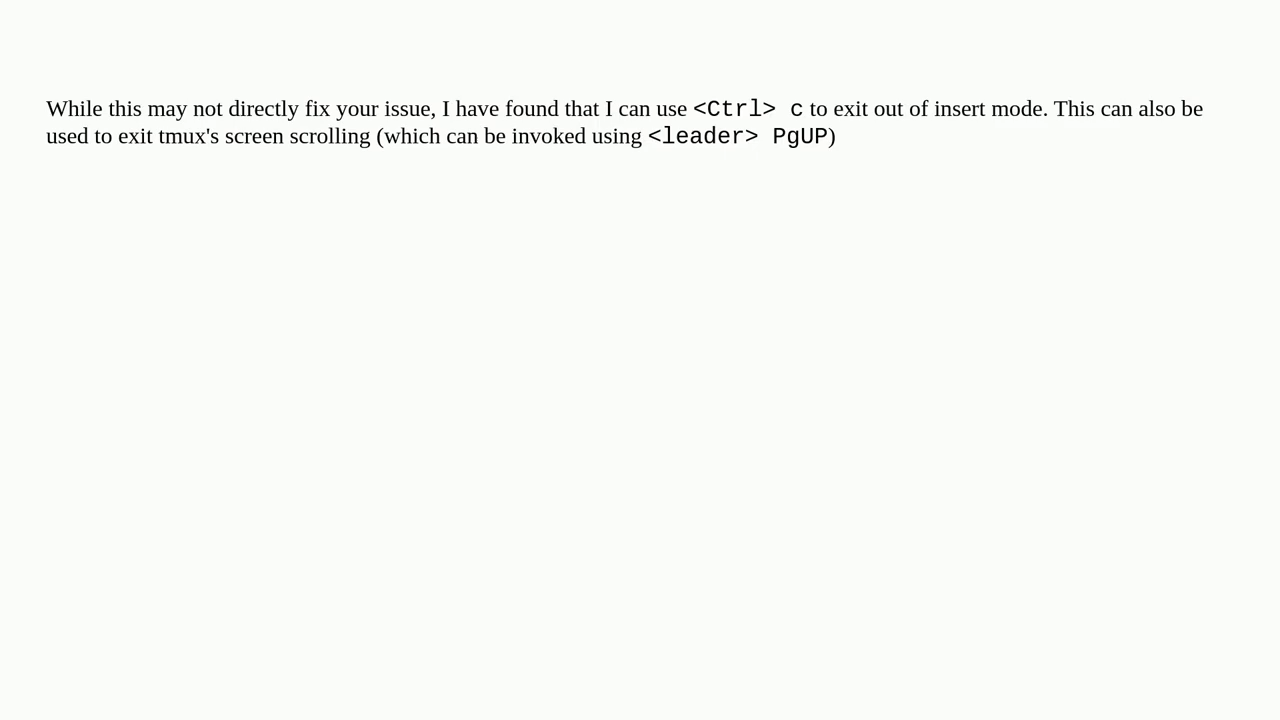 While this may not directly fix your issue, I have found that I can use <Ctrl> c to exit out of insert mode. This can also be
used to exit tmux's screen scrolling (which can be invoked using <leader> PgUP)